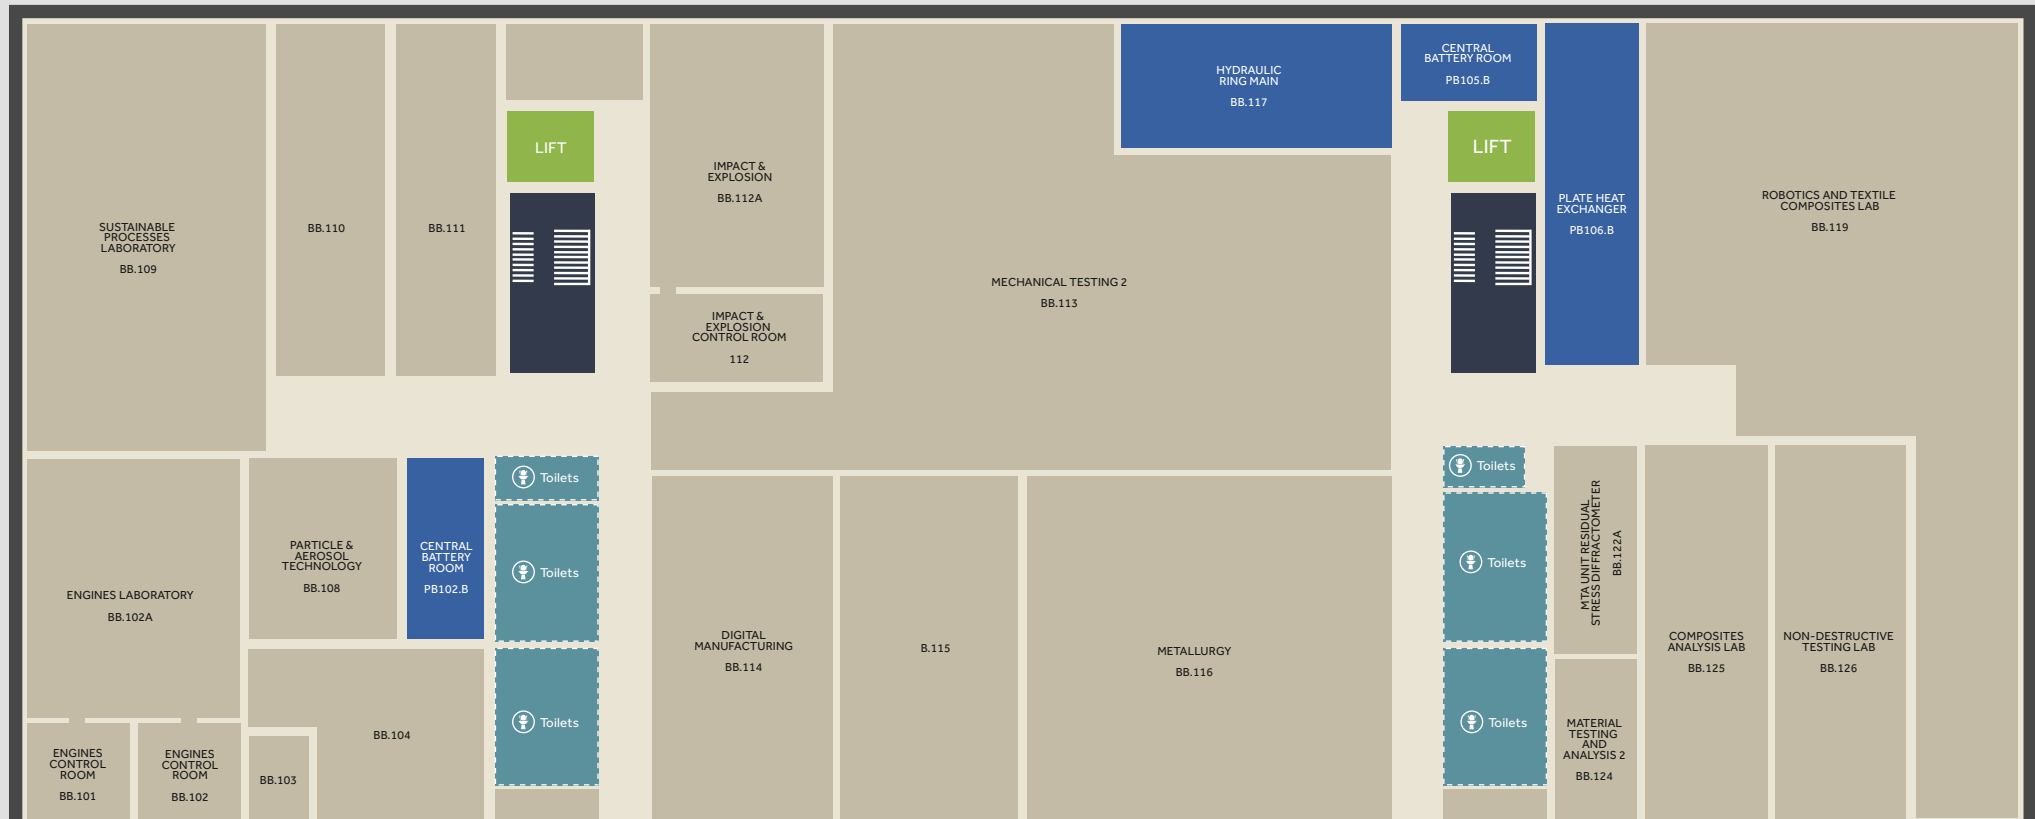 SUSTAINABLE
PROCESSES
LABORATORY
BB.109
BB.110
BB.111
LIFT
IMPACT &
EXPLOSION
BB.112A
IMPACT &
EXPLOSION
CONTROL ROOM
112
MECHANICAL TESTING 2
BB.113
HYDRAULIC
RING MAIN
BB.117
CENTRAL
BATTERY ROOM
PB105.B
LIFT
PLATE HEAT
EXCHANGER
PB106.B
ROBOTICS AND TEXTILE
COMPOSITES LAB
BB.119
ENGINES LABORATORY
BB.102A
PARTICLE &
AEROSOL
TECHNOLOGY
BB.108
CENTRAL
BATTERY
ROOM
PB102.B
Toilets
Toilets
Toilets
DIGITAL
MANUFACTURING
BB.114
B.115
METALLURGY
BB.116
Toilets
Toilets
Toilets
MTA UNIT RESIDUAL
STRESS DIFFRACTOMETER
BB.122A
MATERIAL
TESTING
AND
ANALYSIS 2
BB.124
COMPOSITES
ANALYSIS LAB
BB.125
NON-DESTRUCTIVE
TESTING LAB
BB.126
ENGINES
CONTROL
ROOM
BB.101
ENGINES
CONTROL
ROOM
BB.102
BB.103
BB.104